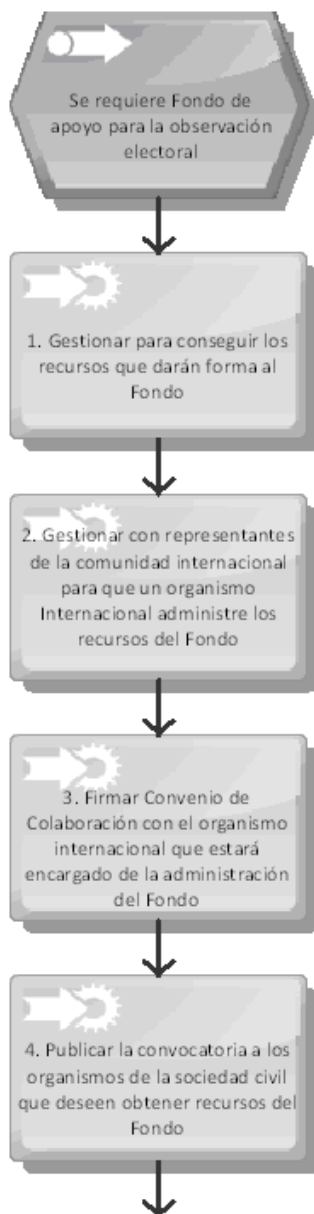 Se requiere Fondo de
apoyo para la observación
electoral
1. Gestionar para conseguir los
recursos que darán forma al
Fondo
2. Gestionar con representantes
de la comunidad internacional
para que un organismo
Internacional administre los
recursos del Fondo
3. Firmar Convenio de
Colaboración con el organismo
internacional que estará
encargado de la administración
del Fondo
4. Publicar la convocatoria a los
organismos de la sociedad civil
que deseen obtener recursos del
Fondo